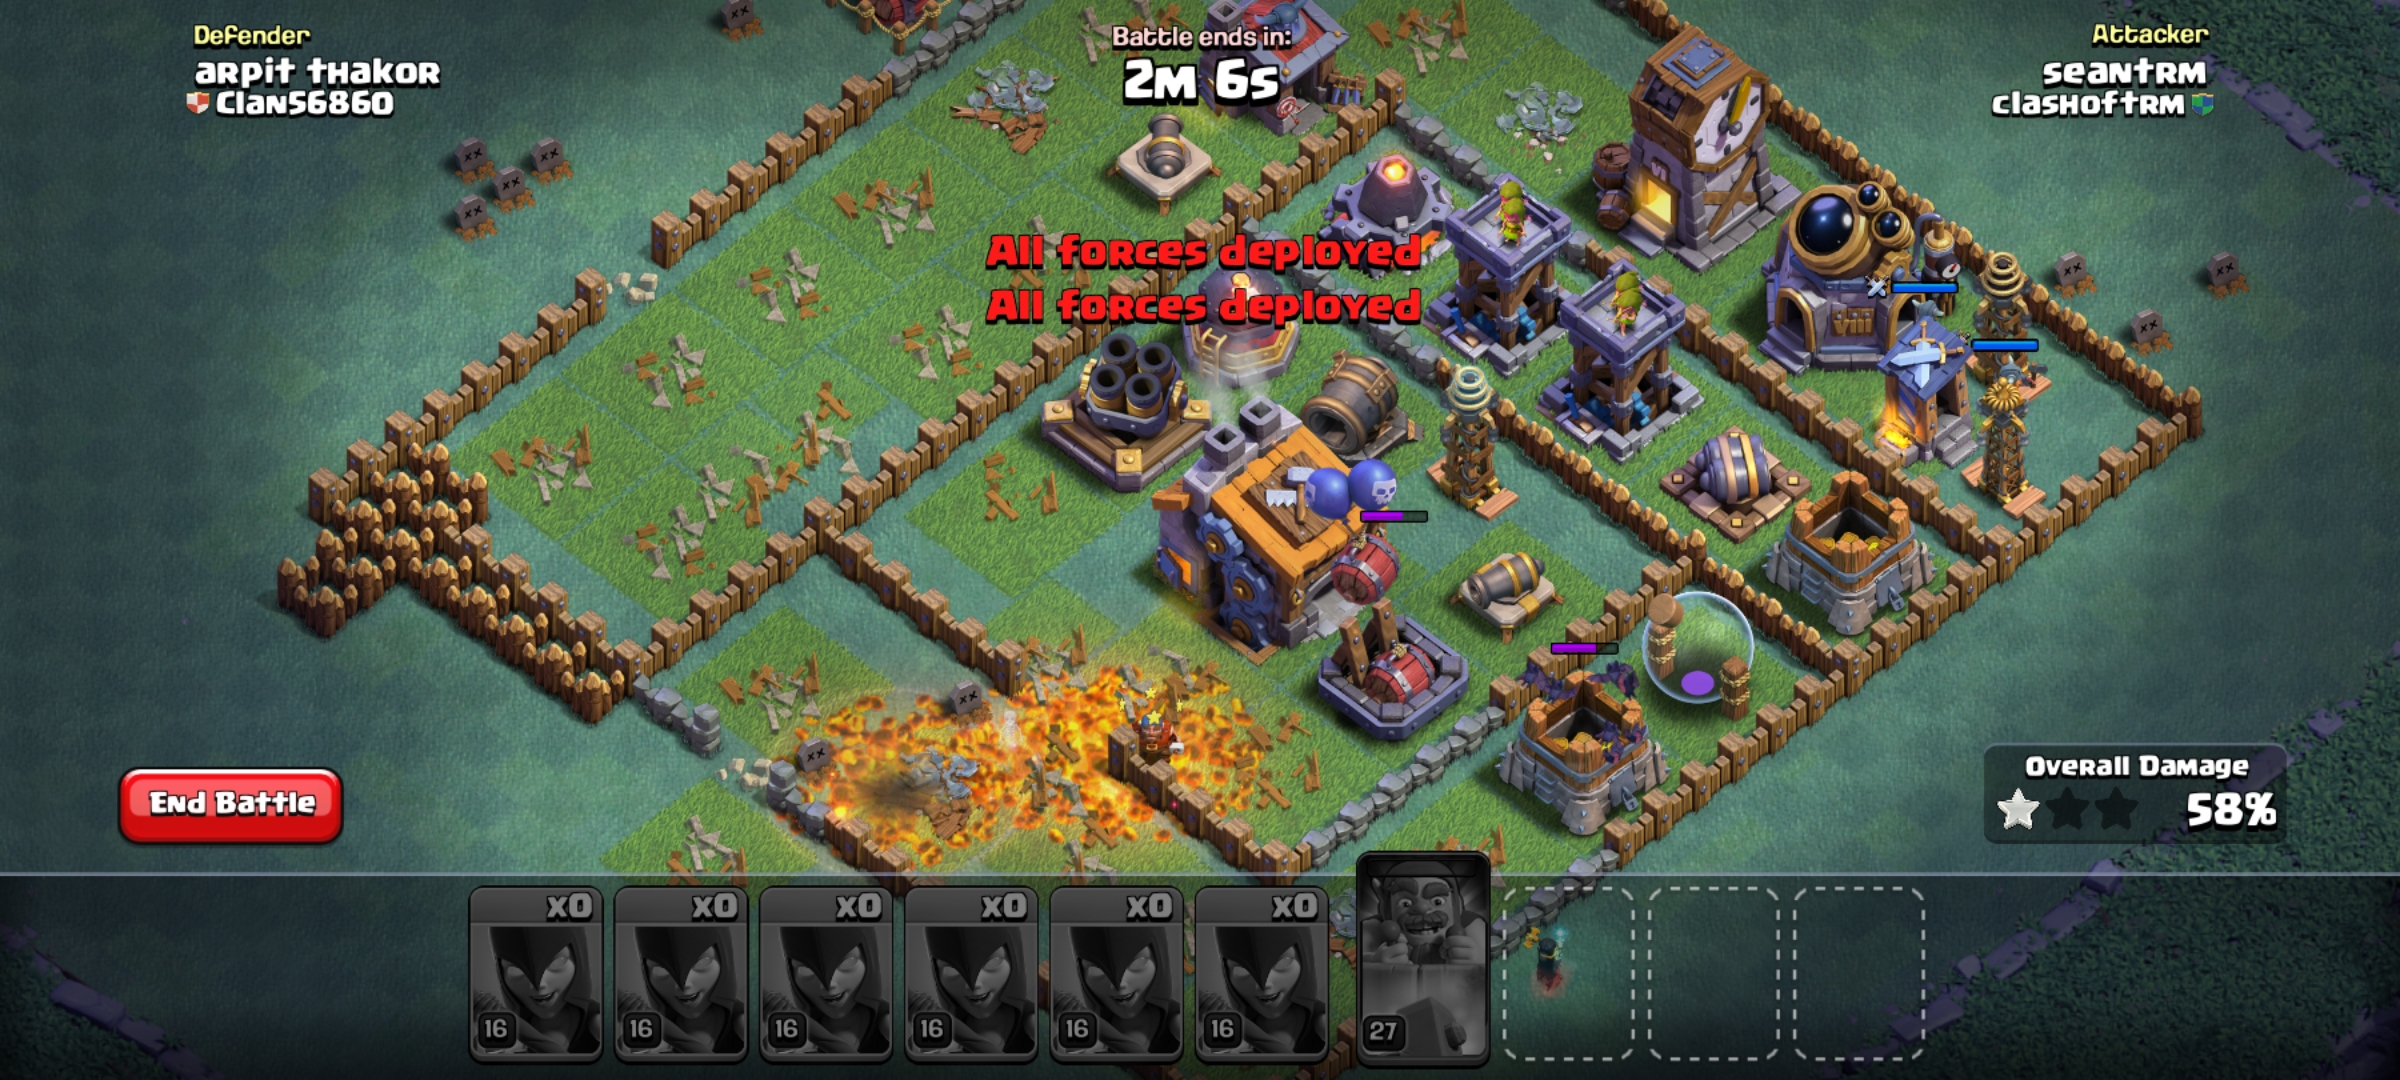 Defender
arpit thakor
Clan56860
Battle ends in:
2M 6S
Attacker
seantrm
clashoftrm
All forces deployed
All forces deployed
VIII
End Battle
Overall Damage
58%
x0 x0 x0 x0 x0 x0
16 16 16 16 16 16 27